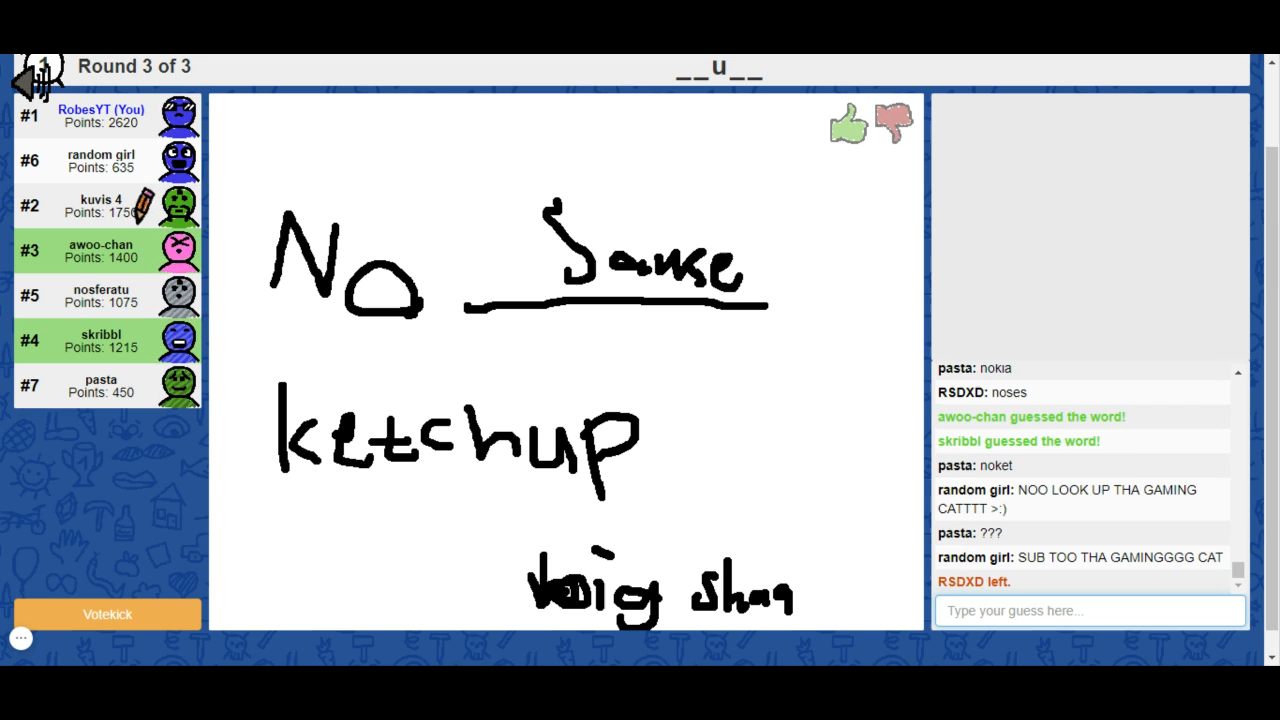 1 Round 3 of 3 __u__
#1 RobesYT (You)
Points: 2620
#6 random girl
Points: 635
#2 kuvis 4
Points: 1750
#3 awoo-chan
Points: 1400
#5 nosferatu
Points: 1075
#4 skribbl
Points: 1215
#7 pasta
Points: 450
Votekick
No Sause
ketchup
pasta: nokia
RSDXD: noses
awoo-chan guessed the word!
skribbl guessed the word!
pasta: noket
random girl: NOO LOOK UP THA GAMING
CATTTT >:)
pasta: ???
random girl: SUB TOO THA GAMINGGGG CAT
RSDXD left.
Type your guess here...